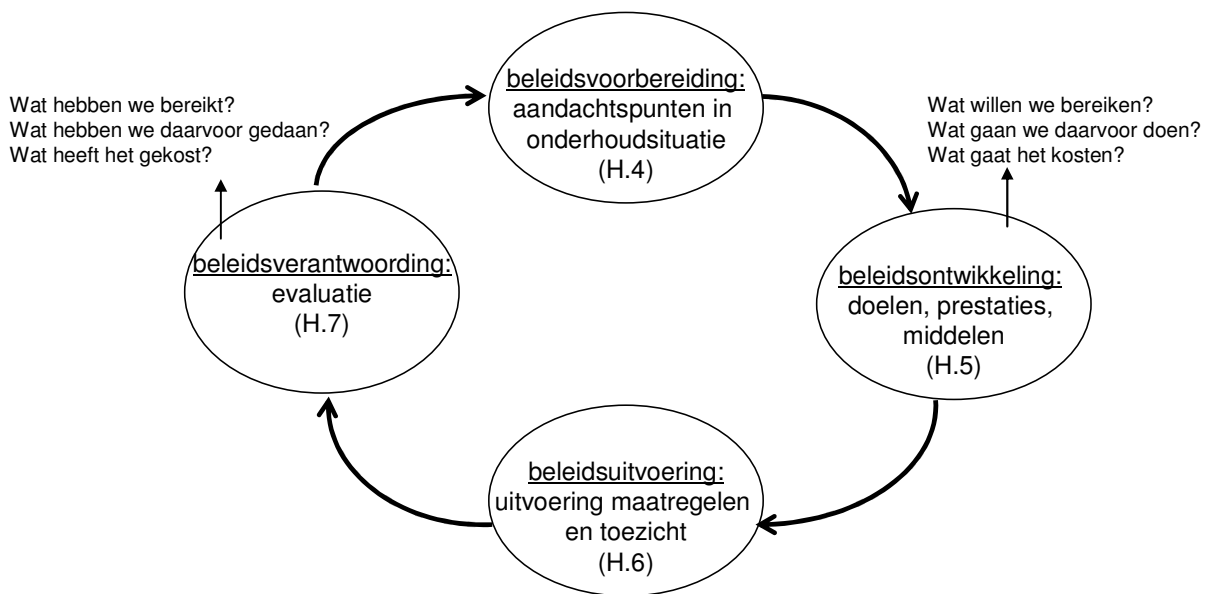 beleidsvoorbereiding:
aandachtspunten in
onderhoudsituatie
(H.4)
Wat hebben we bereikt?
Wat hebben we daarvoor gedaan?
Wat heeft het gekost?
Wat willen we bereiken?
Wat gaan we daarvoor doen?
Wat gaat het kosten?
beleidsverantwoording:
evaluatie
(H.7)
beleidsontwikkeling:
doelen, prestaties,
middelen
(H.5)
beleidsuitvoering:
uitvoering maatregelen
en toezicht
(H.6)